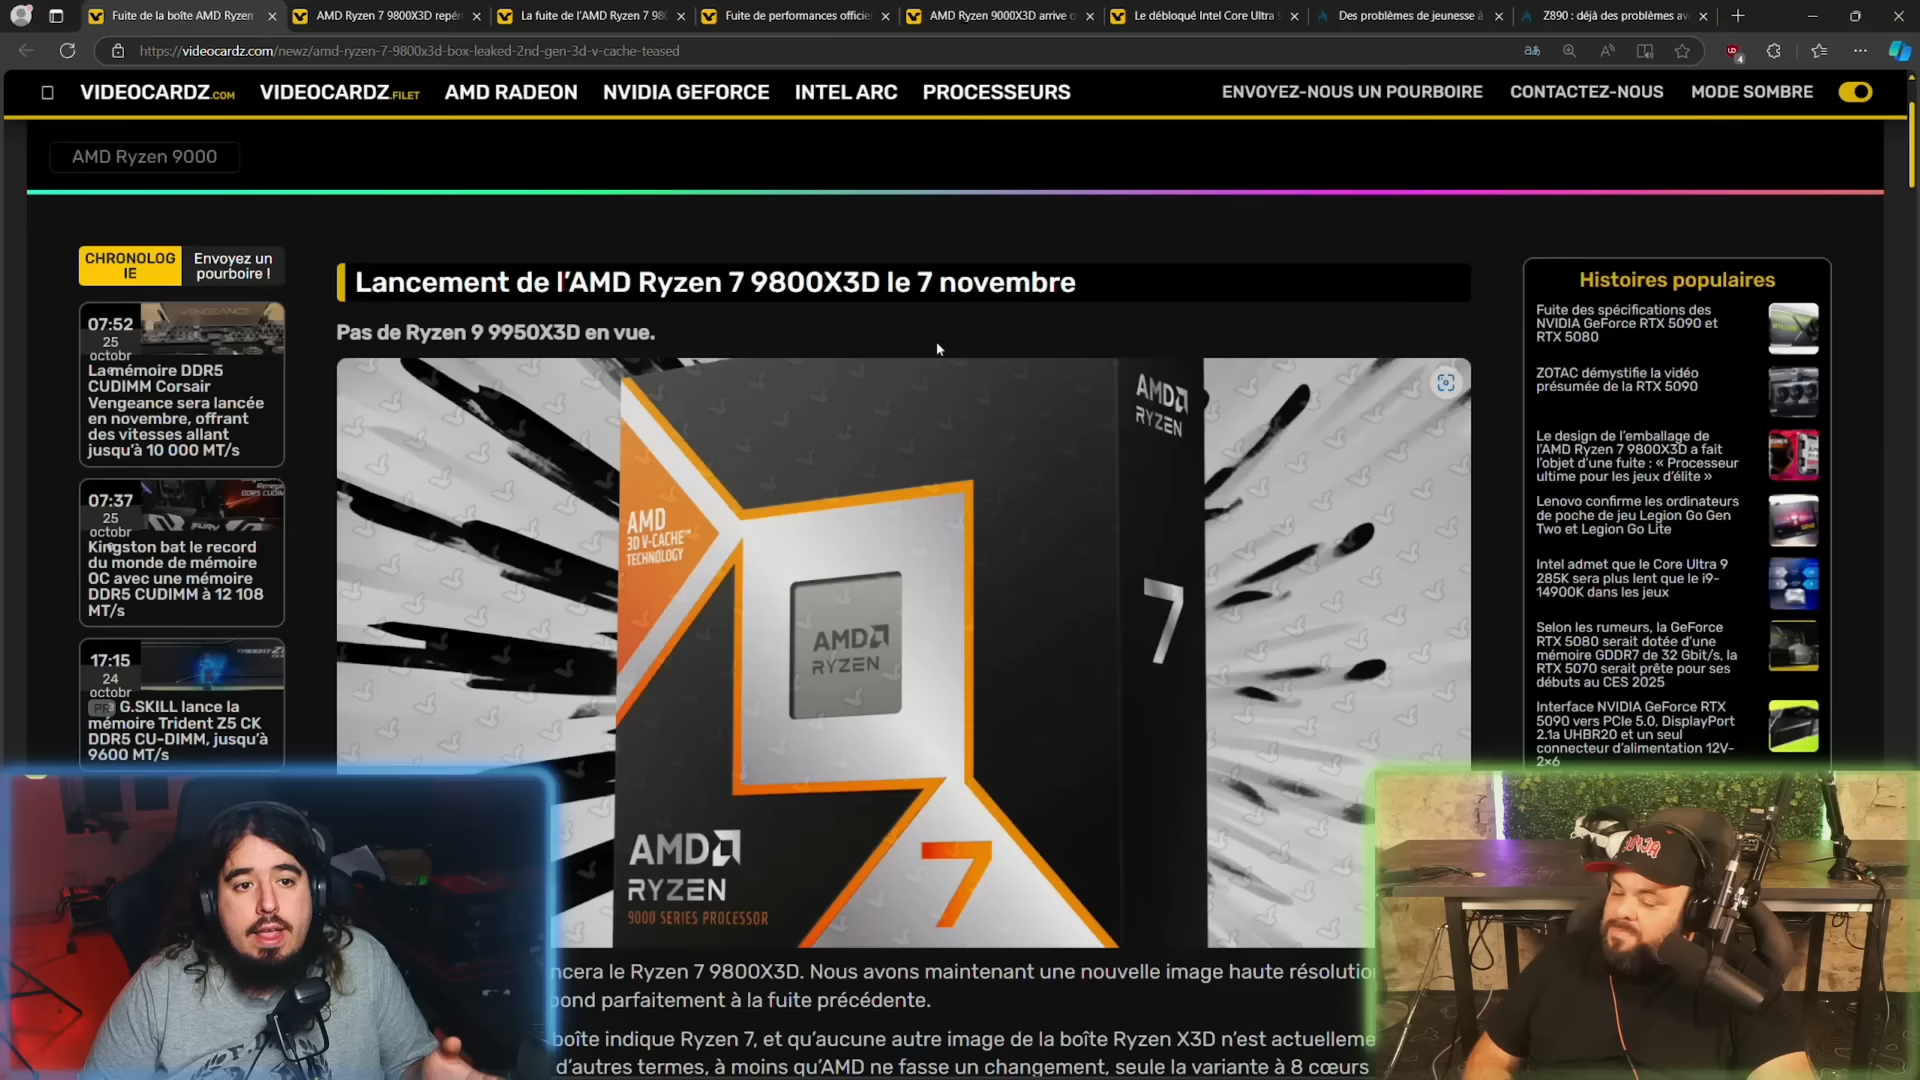 Fuite de la boîte AMD Ryzen
AMD Ryzen 7 9800X3D repér
La fuite de l'AMD Ryzen 7 98
Fuite de performances officie
AMD Ryzen 9000X3D arrive
Le débloqué Intel Core Ultra
Des problèmes de jeunesse à
Z890 : déjà des problèmes av
https://videocardz.com/newz/amd-ryzen-7-9800x3d-box-leaked-2nd-gen-3d-v-cache-teased
VIDEOCARDZ.COM
VIDEOCARDZ.FILET
AMD RADEON
NVIDIA GEFORCE
INTEL ARC
PROCESSEURS
ENVOYEZ-NOUS UN POURBOIRE
CONTACTEZ-NOUS
MODE SOMBRE
AMD Ryzen 9000
CHRONOLOG
IE
Envoyez un
pourboire !
07:52
25
octobr
La mémoire DDR5
CUDIMM Corsair
Vengeance sera lancée
en novembre, offrant
des vitesses allant
jusqu'à 10 000 MT/s
07:37
25
octobr
Kingston bat le record
du monde de mémoire
OC avec une mémoire
DDR5 CUDIMM à 12 108
MT/s
17:15
24
octobr
PR
G.SKILL lance la
mémoire Trident Z5 CK
DDR5 CU-DIMM, jusqu'à
9600 MT/s
Lancement de l'AMD Ryzen 7 9800X3D le 7 novembre
Pas de Ryzen 9 9950X3D en vue.
AMD
RYZEN
AMD
3D V-CACHE™
TECHNOLOGY
AMD
RYZEN
7
AMD
RYZEN
9000 SERIES PROCESSOR
7
ncera le Ryzen 7 9800X3D. Nous avons maintenant une nouvelle image haute résolutio
pond parfaitement à la fuite précédente.
boîte indique Ryzen 7, et qu'aucune autre image de la boîte Ryzen X3D n'est actuelleme
d'autres termes, à moins qu'AMD ne fasse un changement, seule la variante à 8 cœurs
Histoires populaires
Fuite des spécifications des
NVIDIA GeForce RTX 5090 et
RTX 5080
ZOTAC démystifie la vidéo
présumée de la RTX 5090
Le design de l'emballage de
l'AMD Ryzen 7 9800X3D a fait
l'objet d'une fuite : « Processeur
ultime pour les jeux d'élite »
Lenovo confirme les ordinateurs
de poche de jeu Legion Go Gen
Two et Legion Go Lite
Intel admet que le Core Ultra 9
285K sera plus lent que le i9-
14900K dans les jeux
Selon les rumeurs, la GeForce
RTX 5080 serait dotée d'une
mémoire GDDR7 de 32 Gbit/s, la
RTX 5070 serait prête pour ses
débuts au CES 2025
Interface NVIDIA GeForce RTX
5090 vers PCIe 5.0, DisplayPort
2.1a UHBR20 et un seul
connecteur d'alimentation 12V-
2×6